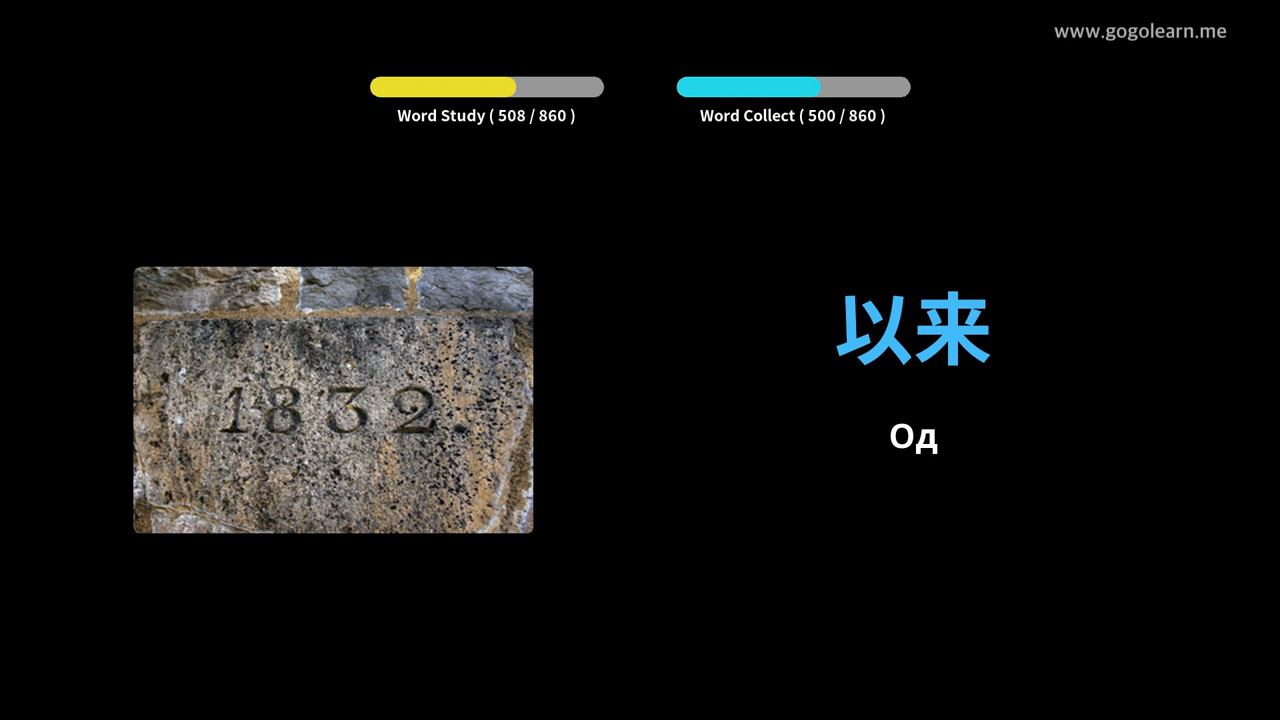 www.gogolearn.me
Word Study ( 508 / 860 )
Word Collect ( 500 / 860 )
1832.
以来
Од